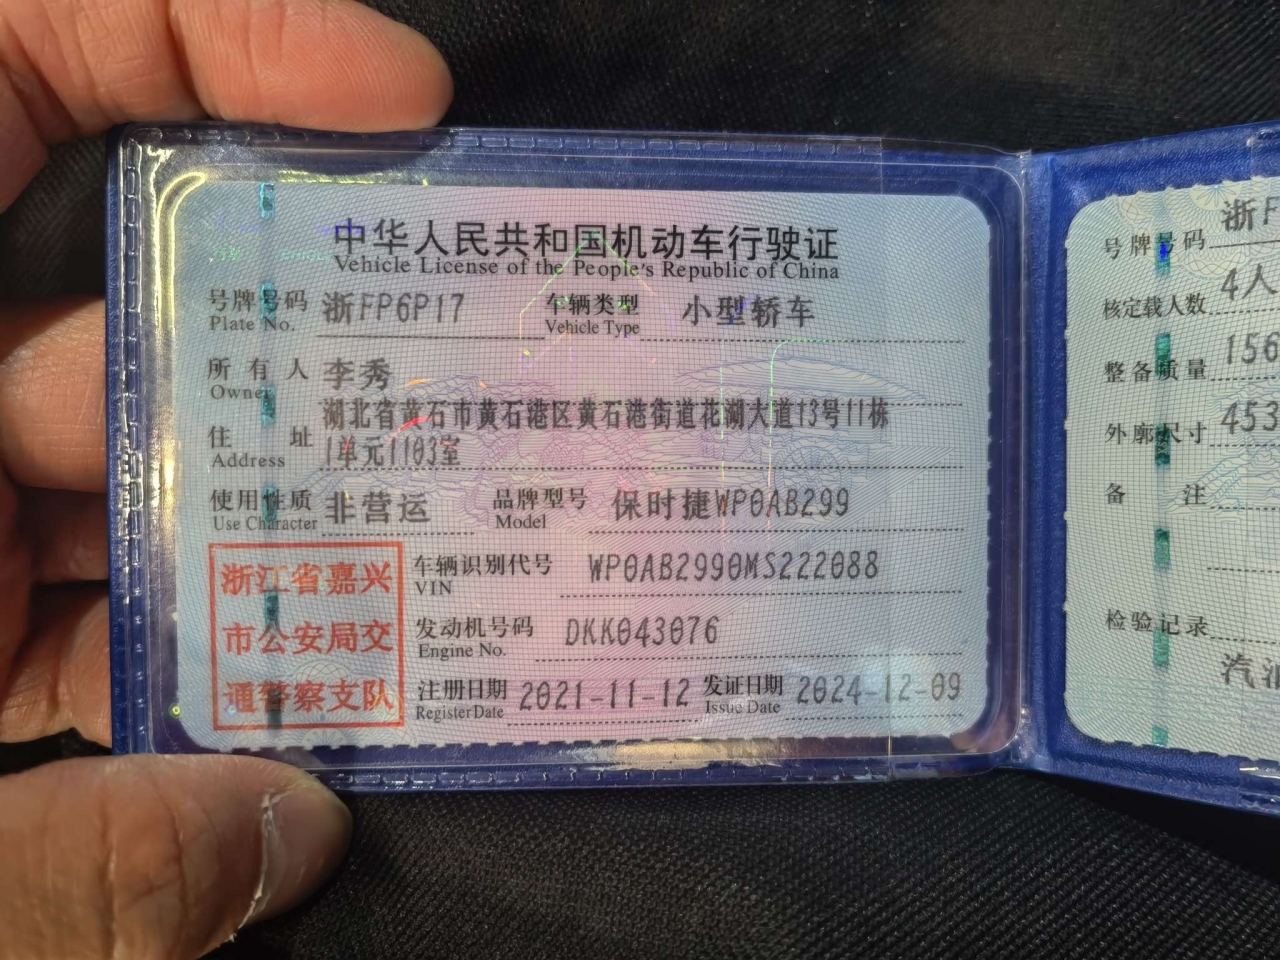 中华人民共和国机动车行驶证
Vehicle License of the People's Republic of China
号牌号码 浙FP6P17 车辆类型 小型轿车
Plate No. Vehicle Type
所有人 李秀
Owner
湖北省黄石市黄石港区黄石港街道花湖大道13号11栋
住址 1单元1103室
Address
使用性质 非营运 品牌型号 保时捷WP0AB299
Use Character Model
浙江省嘉兴
市公安局交
通警察支队
车辆识别代号 WP0AB2990MS222088
VIN
发动机号码 DKK043076
Engine No.
注册日期 2021-11-12 发证日期 2024-12-09
Register Date Issue Date
号牌号码 浙F
核定载人数 4人
整备质量 156
外廓尺寸 453
备注
检验记录
汽油